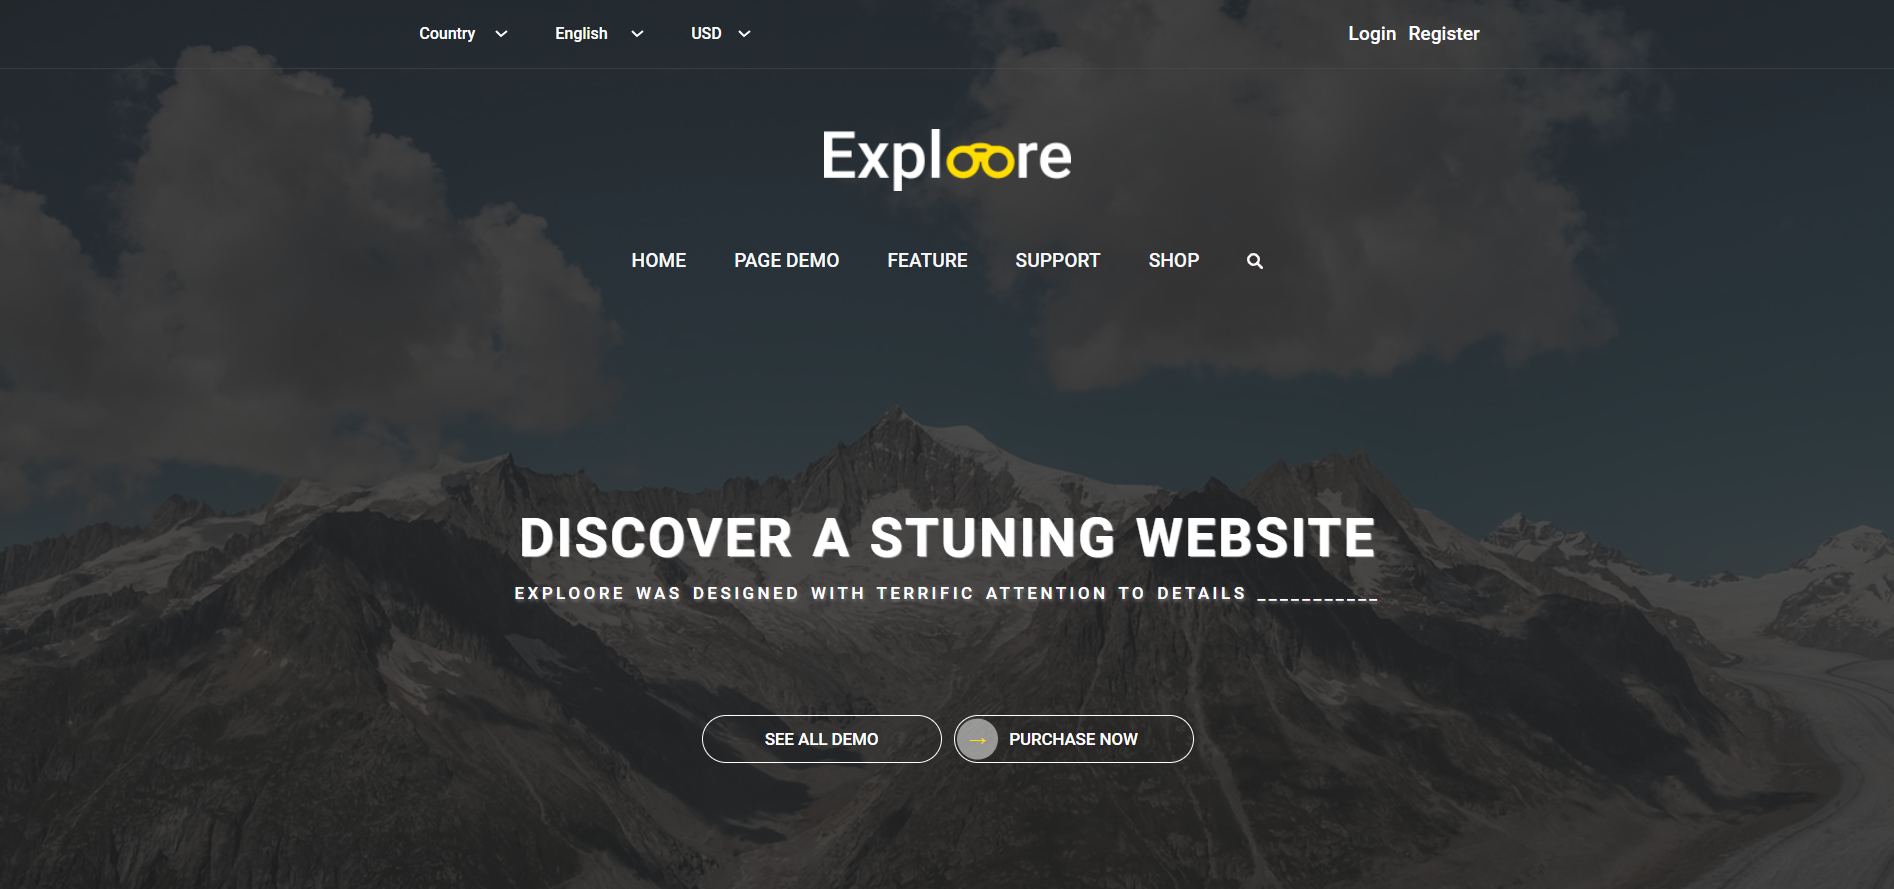 Country English USD Login Register
Exploore
HOME PAGE DEMO FEATURE SUPPORT SHOP
DISCOVER A STUNING WEBSITE
EXPLOORE WAS DESIGNED WITH TERRIFIC ATTENTION TO DETAILS ___________
SEE ALL DEMO → PURCHASE NOW